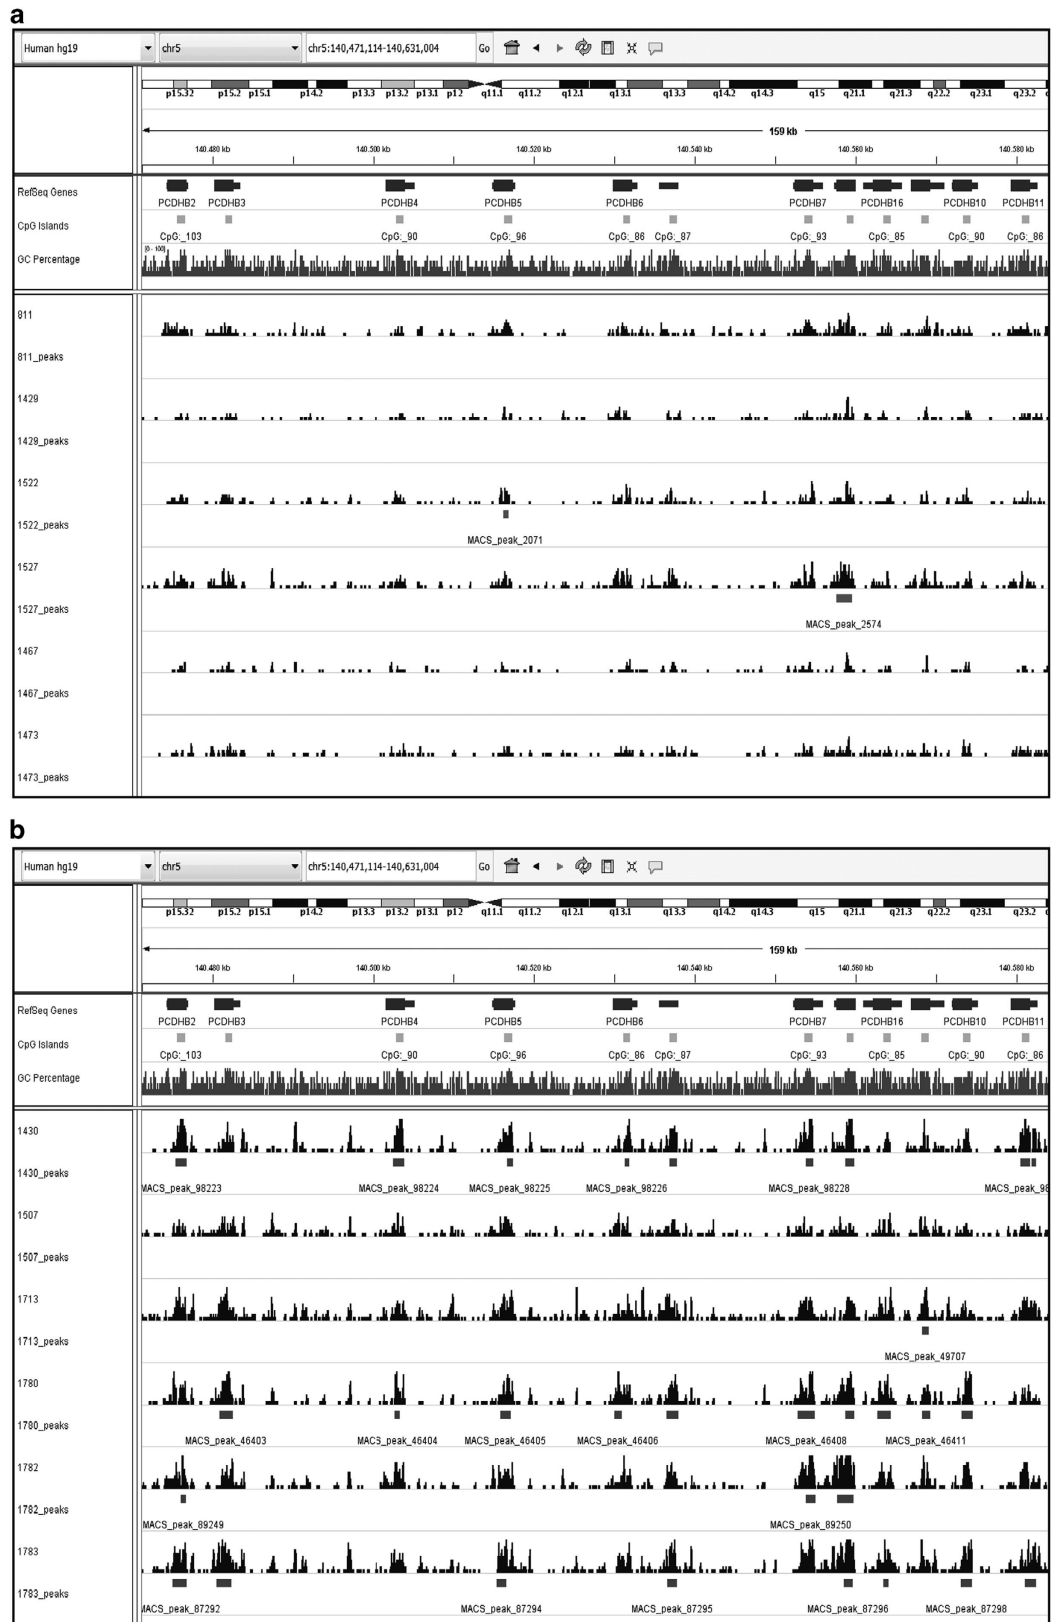 a
Human hg19 chr5 chr5:140,471,114-140,631,004 Go
p15.32 p15.2 p15.1 p14.2 p13.3 p13.2 p13.1 p12 q11.1 q11.2 q12.1 q13.1 q13.3 q14.2 q14.3 q15 q21.1 q21.3 q22.2 q23.1 q23.2
159 kb
140.480 kb 140.500 kb 140.520 kb 140.540 kb 140.560 kb 140.580 kb
RefSeq Genes
PCDHB2 PCDHB3 PCDHB4 PCDHB5 PCDHB6 PCDHB7 PCDHB16 PCDHB10 PCDHB11
CpG Islands
CpG:_103 CpG:_90 CpG:_96 CpG:_86 CpG:_87 CpG:_93 CpG:_85 CpG:_90 CpG:_86
[0 - 100]
GC Percentage
811
811_peaks
1429
1429_peaks
1522
1522_peaks
MACS_peak_2071
1527
1527_peaks
MACS_peak_2574
1467
1467_peaks
1473
1473_peaks
b
Human hg19 chr5 chr5:140,471,114-140,631,004 Go
p15.32 p15.2 p15.1 p14.2 p13.3 p13.2 p13.1 p12 q11.1 q11.2 q12.1 q13.1 q13.3 q14.2 q14.3 q15 q21.1 q21.3 q22.2 q23.1 q23.2
159 kb
140.480 kb 140.500 kb 140.520 kb 140.540 kb 140.560 kb 140.580 kb
RefSeq Genes
PCDHB2 PCDHB3 PCDHB4 PCDHB5 PCDHB6 PCDHB7 PCDHB16 PCDHB10 PCDHB11
CpG Islands
CpG:_103 CpG:_90 CpG:_96 CpG:_86 CpG:_87 CpG:_93 CpG:_85 CpG:_90 CpG:_86
GC Percentage
1430
1430_peaks
MACS_peak_98223 MACS_peak_98224 MACS_peak_98225 MACS_peak_98226 MACS_peak_98228 MACS_peak_98
1507
1507_peaks
1713
1713_peaks
MACS_peak_49707
1780
1780_peaks
MACS_peak_46403 MACS_peak_46404 MACS_peak_46405 MACS_peak_46406 MACS_peak_46408 MACS_peak_46411
1782
1782_peaks
MACS_peak_89249 MACS_peak_89250
1783
1783_peaks
MACS_peak_87292 MACS_peak_87294 MACS_peak_87295 MACS_peak_87296 MACS_peak_87298